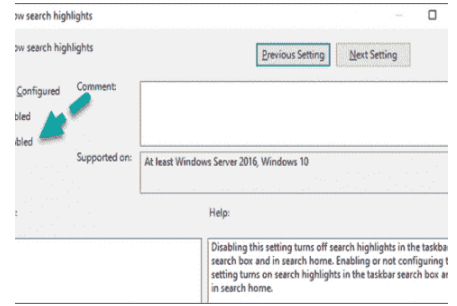 ow search highlights
ow search highlights
Previous Setting Next Setting
Configured Comment:
bled
bled
Supported on: At least Windows Server 2016, Windows 10
:
Help:
Disabling this setting turns off search highlights in the taskba
search box and in search home. Enabling or not configuring t
setting turns on search highlights in the taskbar search box ar
in search home.